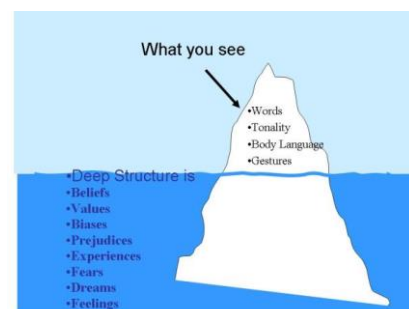 What you see
•Words
•Tonality
•Body Language
•Gestures
•Deep Structure is
•Beliefs
•Values
•Biases
•Prejudices
•Experiences
•Fears
•Dreams
•Feelings